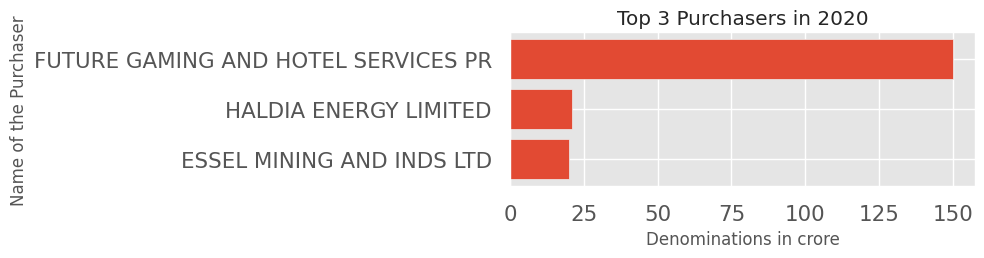 Top 3 Purchasers in 2020
Name of the Purchaser
FUTURE GAMING AND HOTEL SERVICES PR
HALDIA ENERGY LIMITED
ESSEL MINING AND INDS LTD
0 25 50 75 100 125 150
Denominations in crore